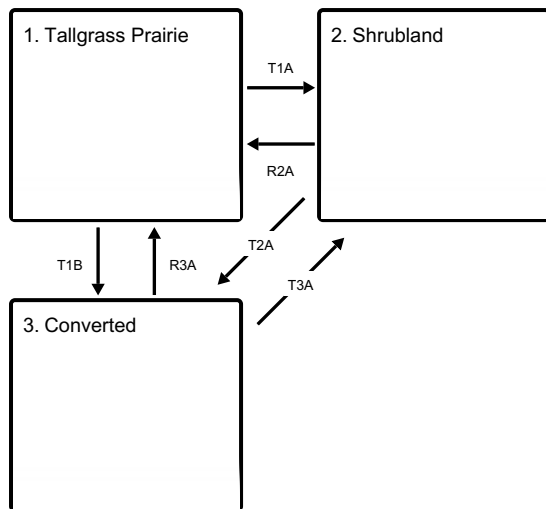 1. Tallgrass Prairie
2. Shrubland
T1A
R2A
T1B
R3A
T2A
T3A
3. Converted